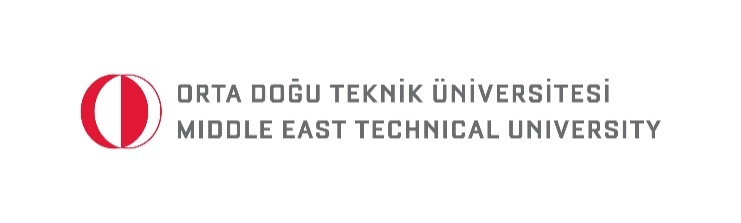 ORTA DOĞU TEKNİK ÜNİVERSİTESİ
MIDDLE EAST TECHNICAL UNIVERSITY